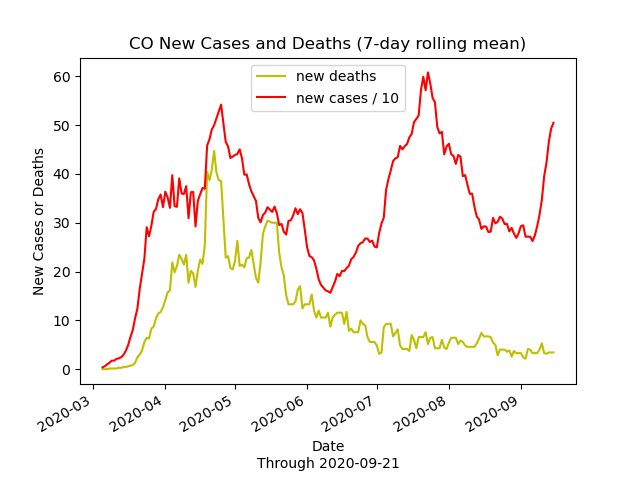 CO New Cases and Deaths (7-day rolling mean)
new deaths
new cases / 10
New Cases or Deaths
60
50
40
30
20
10
0
2020-03
2020-04
2020-05
2020-06
2020-07
2020-08
2020-09
Date
Through 2020-09-21